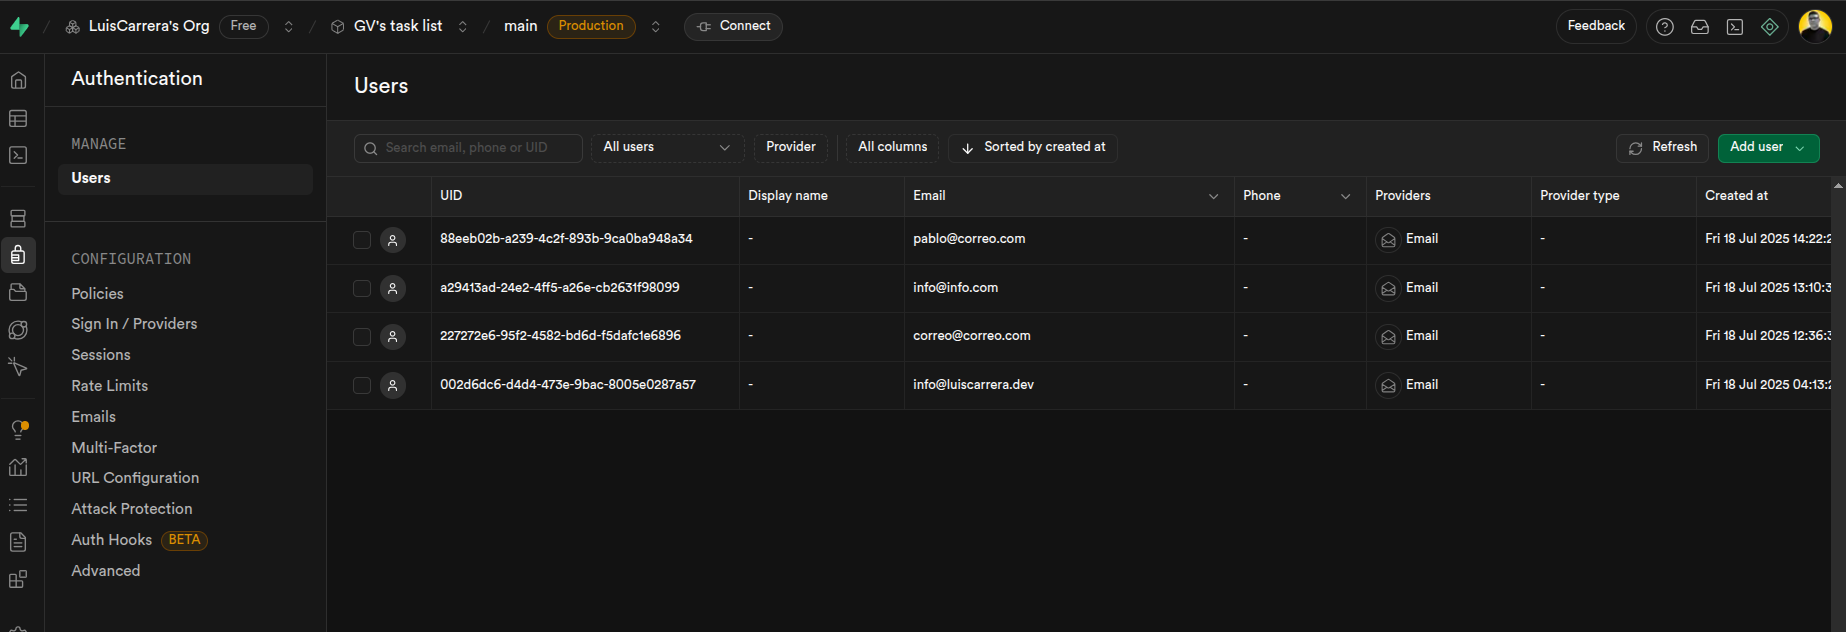 LuisCarrera's Org Free GV's task list main Production Connect Feedback
Authentication
MANAGE
Users
CONFIGURATION
Policies
Sign In / Providers
Sessions
Rate Limits
Emails
Multi-Factor
URL Configuration
Attack Protection
Auth Hooks BETA
Advanced
Users
Search email, phone or UID All users Provider All columns Sorted by created at Refresh Add user
UID Display name Email Phone Providers Provider type Created at
88eeb02b-a239-4c2f-893b-9ca0ba948a34 - pablo@correo.com - Email - Fri 18 Jul 2025 14:22:2
a29413ad-24e2-4ff5-a26e-cb2631f98099 - info@info.com - Email - Fri 18 Jul 2025 13:10:3
227272e6-95f2-4582-bd6d-f5dafc1e6896 - correo@correo.com - Email - Fri 18 Jul 2025 12:36:3
002d6dc6-d4d4-473e-9bac-8005e0287a57 - info@luiscarrera.dev - Email - Fri 18 Jul 2025 04:13:2